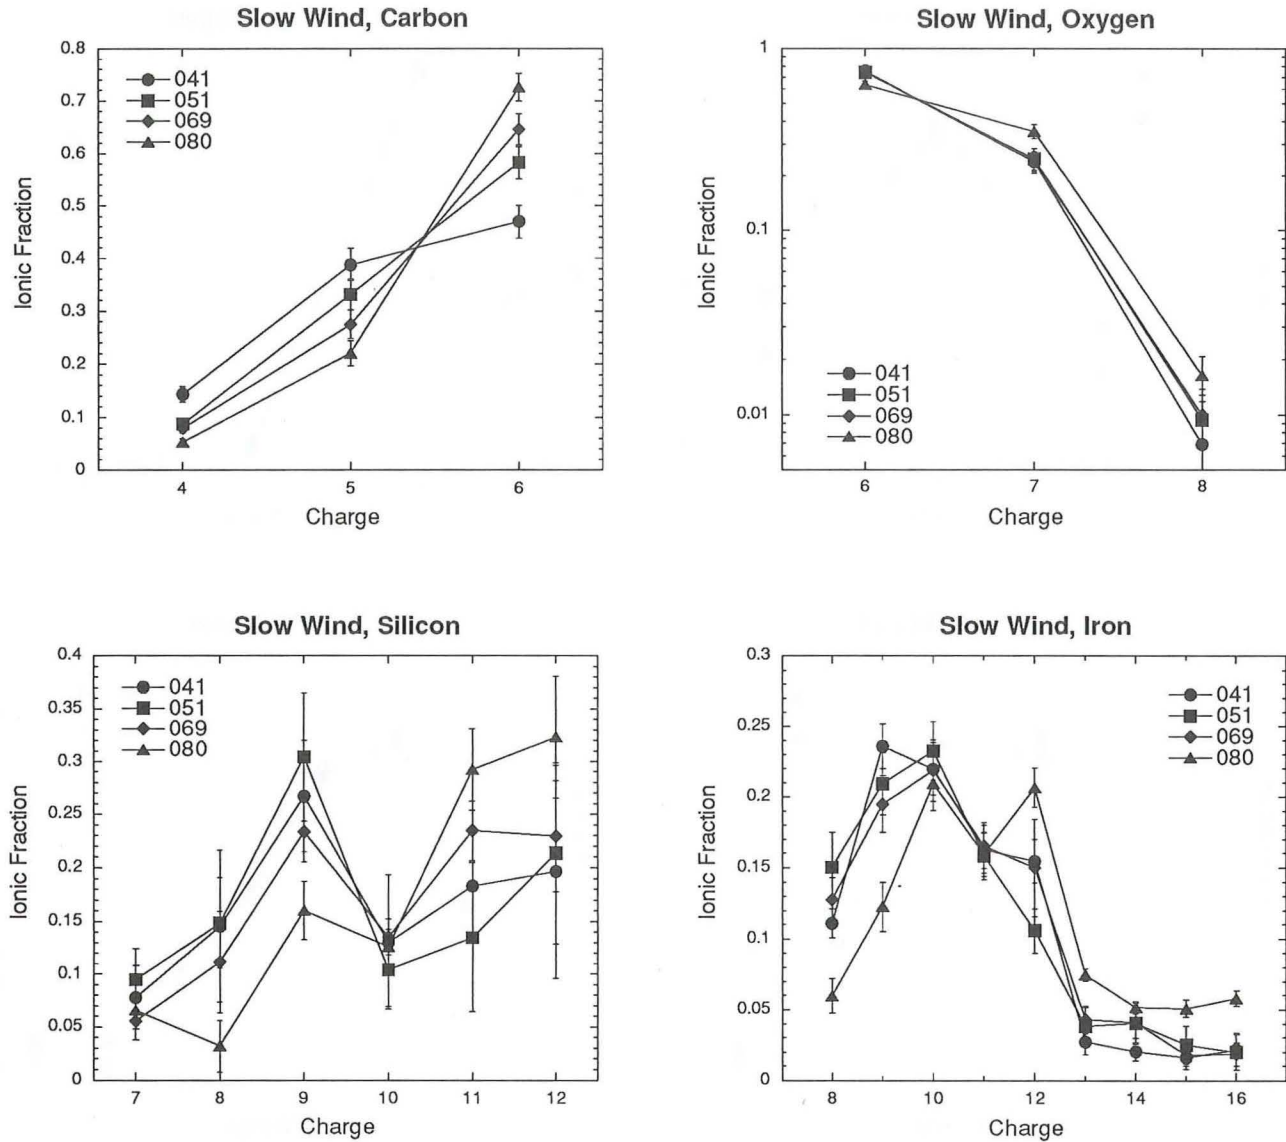 Slow Wind, Carbon
0.8
0.7
0.6
0.5
0.4
0.3
0.2
0.1
0
Ionic Fraction
041
051
069
080
4 5 6
Charge
Slow Wind, Oxygen
1
0.1
0.01
Ionic Fraction
041
051
069
080
6 7 8
Charge
Slow Wind, Silicon
0.4
0.35
0.3
0.25
0.2
0.15
0.1
0.05
0
Ionic Fraction
041
051
069
080
7 8 9 10 11 12
Charge
Slow Wind, Iron
0.3
0.25
0.2
0.15
0.1
0.05
0
Ionic Fraction
041
051
069
080
8 10 12 14 16
Charge